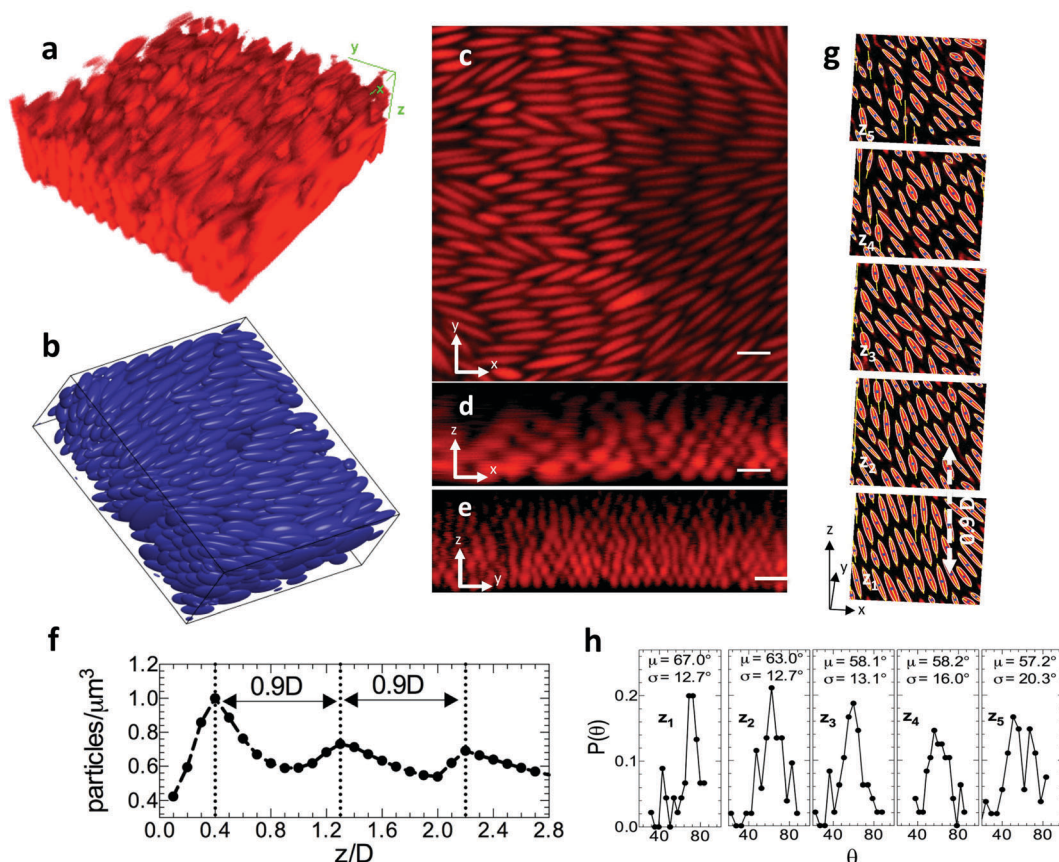 a
y
x
z
b
c
y
x
d
z
x
e
z
y
g
z5
z4
z3
z2
0.9 D
z1
z
y
x
f
particles/μm³
1.2
1.0
0.8
0.6
0.4
0.9D
0.9D
0.0 0.4 0.8 1.2 1.6 2.0 2.4 2.8
z/D
h
P(θ)
0.2
0.1
0.0
μ = 67.0°
σ = 12.7°
z1
μ = 63.0°
σ = 12.7°
z2
μ = 58.1°
σ = 13.1°
z3
μ = 58.2°
σ = 16.0°
z4
μ = 57.2°
σ = 20.3°
z5
40 80 40 80 40 80 40 80 40 80
θ